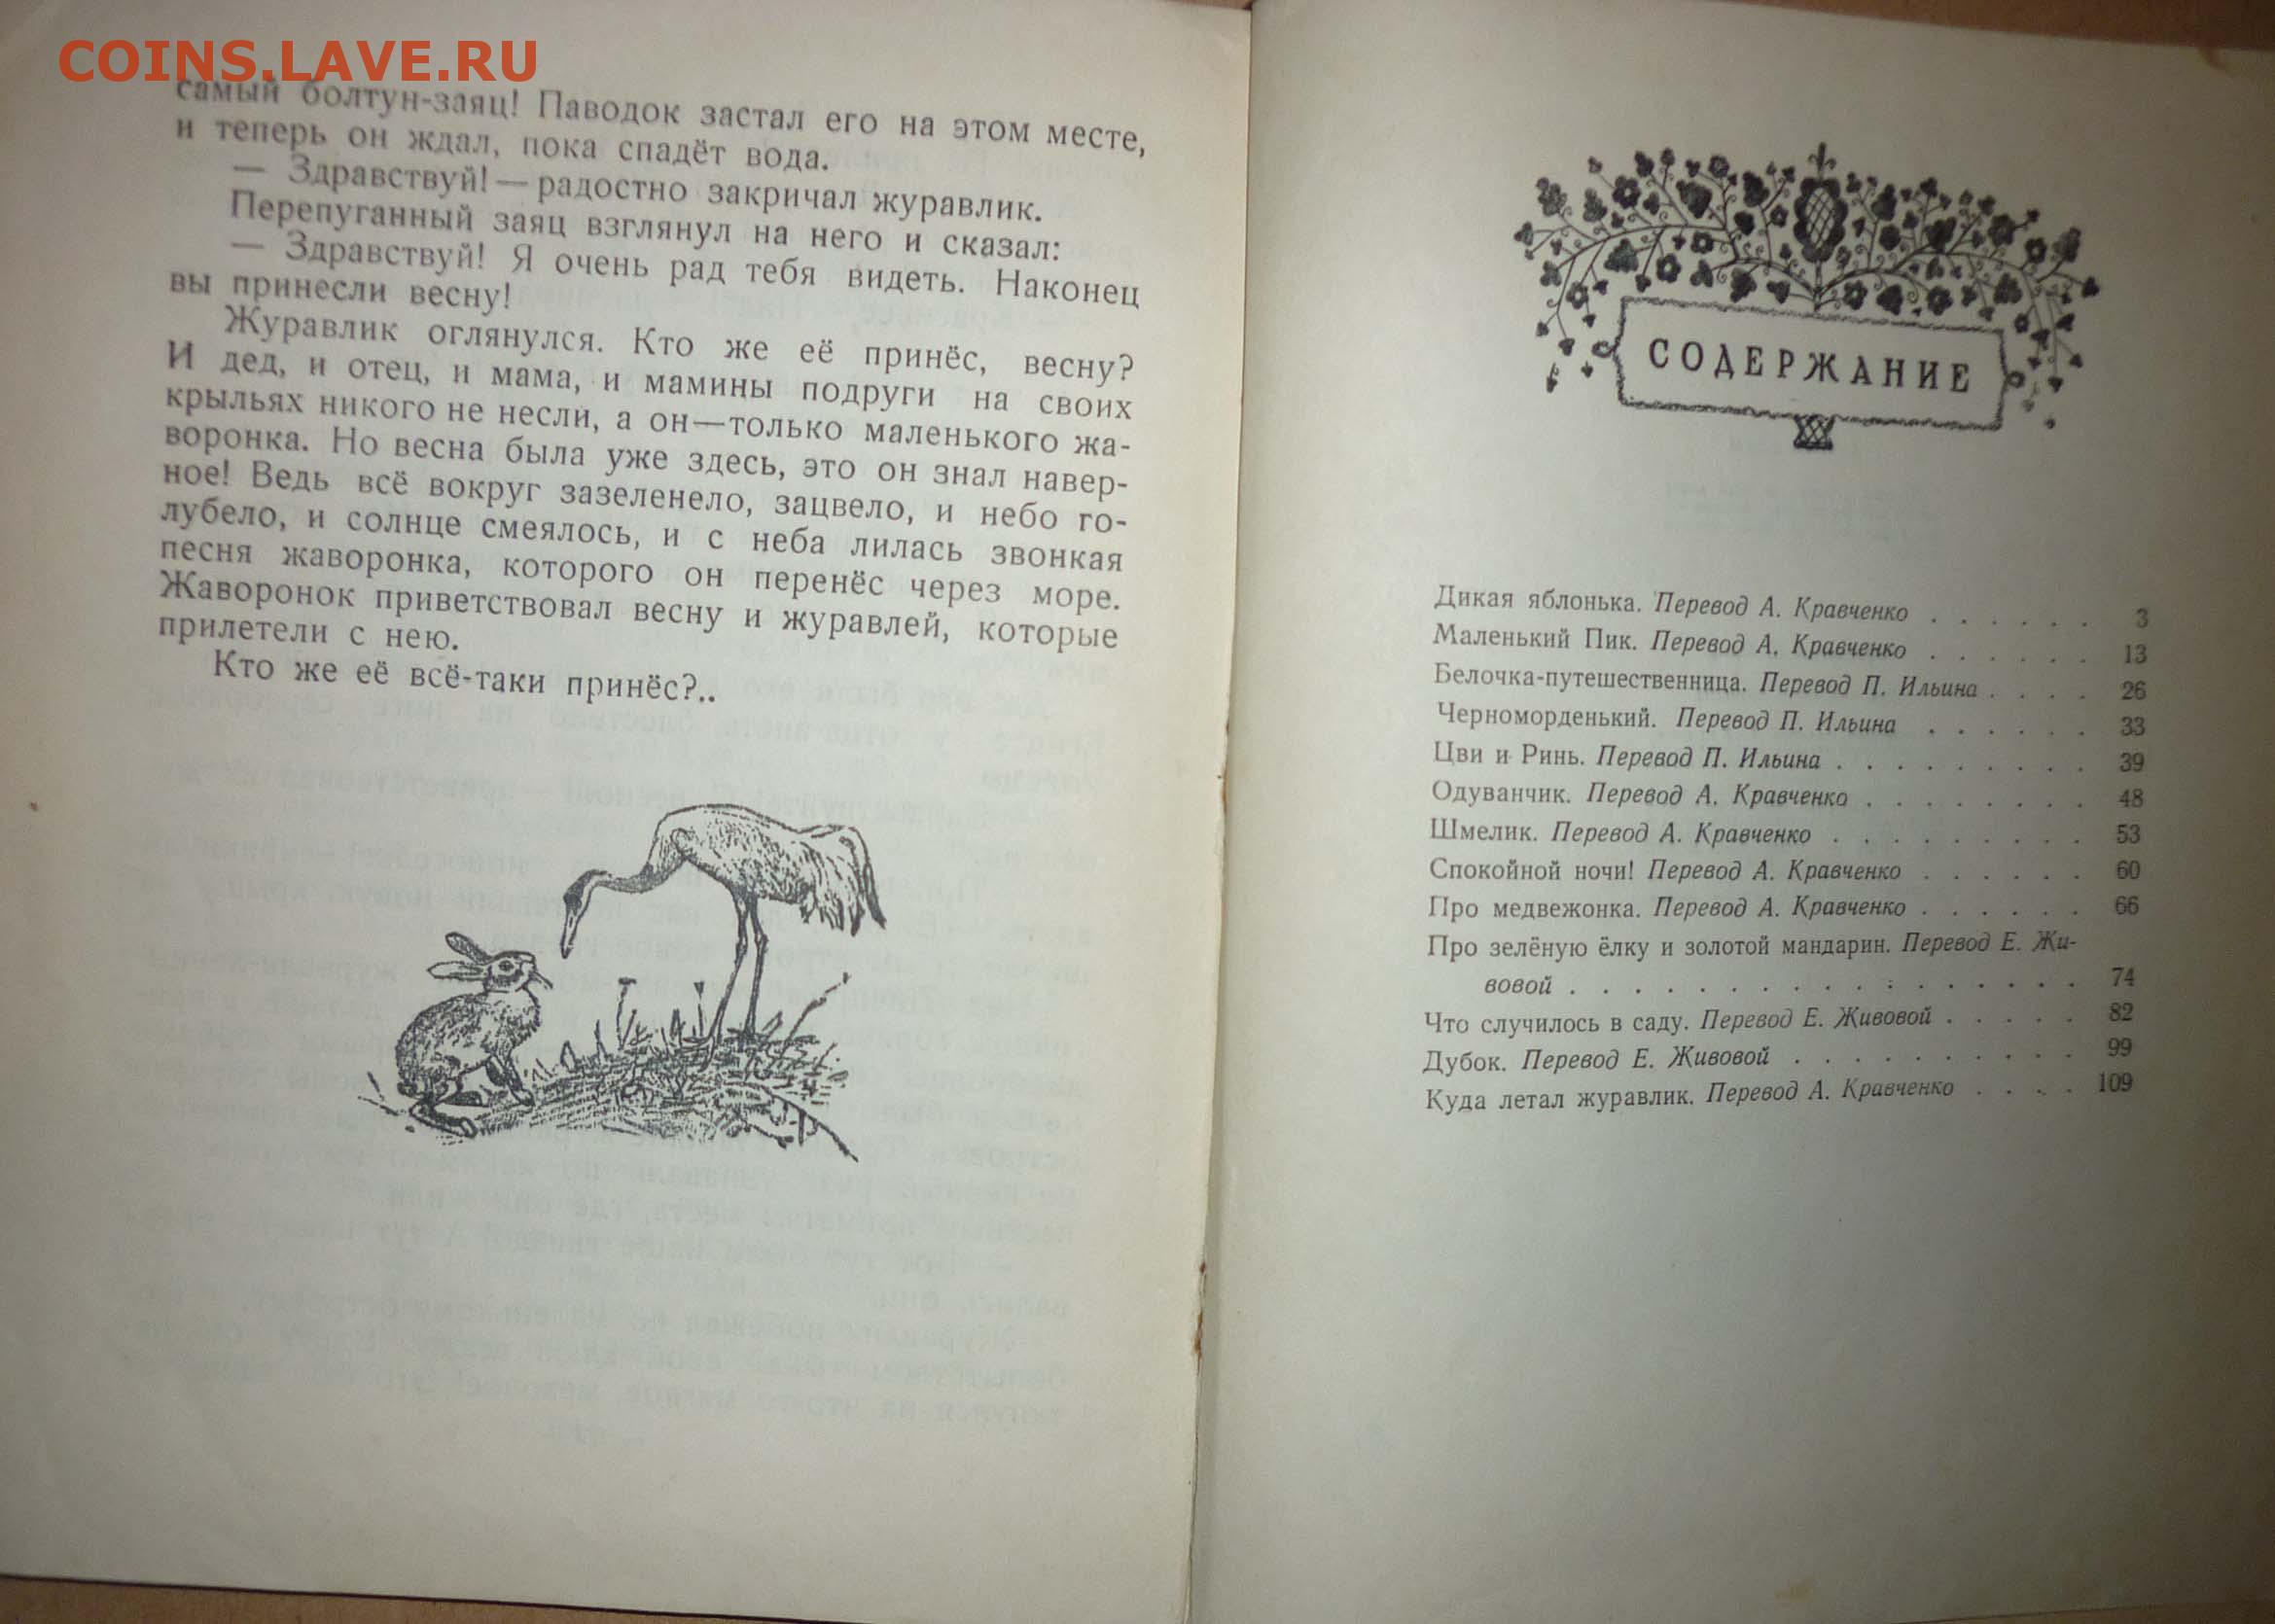 COINS.LAVE.RU
самый болтун-заяц! Паводок застал его на этом месте,
и теперь он ждал, пока спадёт вода.
— Здравствуй!—радостно закричал журавлик.
Перепуганный заяц взглянул на него и сказал:
— Здравствуй! Я очень рад тебя видеть. Наконец
вы принесли весну!
Журавлик оглянулся. Кто же её принёс, весну?
И дед, и отец, и мама, и мамины подруги на своих
крыльях никого не несли, а он—только маленького жа-
воронка. Но весна была уже здесь, это он знал навер-
ное! Ведь всё вокруг зазеленело, зацвело, и небо го-
лубело, и солнце смеялось, и с неба лилась звонкая
песня жаворонка, которого он перенёс через море.
Жаворонок приветствовал весну и журавлей, которые
прилетели с нею.
Кто же её всё-таки принёс?..
СОДЕРЖАНИЕ
Дикая яблонька. Перевод А. Кравченко . . . . . . 3
Маленький Пик. Перевод А. Кравченко . . . . . . 13
Белочка-путешественница. Перевод П. Ильина . . . . 26
Черноморденький. Перевод П. Ильина . . . . . . 33
Цви и Ринь. Перевод П. Ильина . . . . . . . . . 39
Одуванчик. Перевод А. Кравченко . . . . . . . . 48
Шмелик. Перевод А. Кравченко . . . . . . . . . 53
Спокойной ночи! Перевод А. Кравченко . . . . . . 60
Про медвежонка. Перевод А. Кравченко . . . . . . 66
Про зелёную ёлку и золотой мандарин. Перевод Е. Жи-
вовой . . . . . . . . . . . . . . . . . 74
Что случилось в саду. Перевод Е. Живовой . . . . . 82
Дубок. Перевод Е. Живовой . . . . . . . . . . 99
Куда летал журавлик. Перевод А. Кравченко . . . . 109